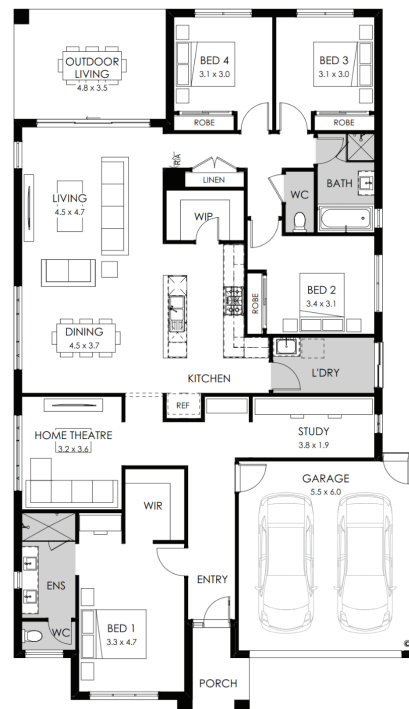 OUTDOOR
LIVING
4.8 x 3.5
BED 4
3.1 x 3.0
BED 3
3.1 x 3.0
ROBE
ROBE
R/A
LINEN
WC
BATH
LIVING
4.5 x 4.7
WIP
BED 2
3.4 x 3.1
ROBE
DINING
4.5 x 3.7
L'DRY
KITCHEN
REF
HOME THEATRE
3.2 x 3.6
STUDY
3.8 x 1.9
GARAGE
5.5 x 6.0
WIR
ENS
ENTRY
WC
BED 1
3.3 x 4.7
PORCH
©